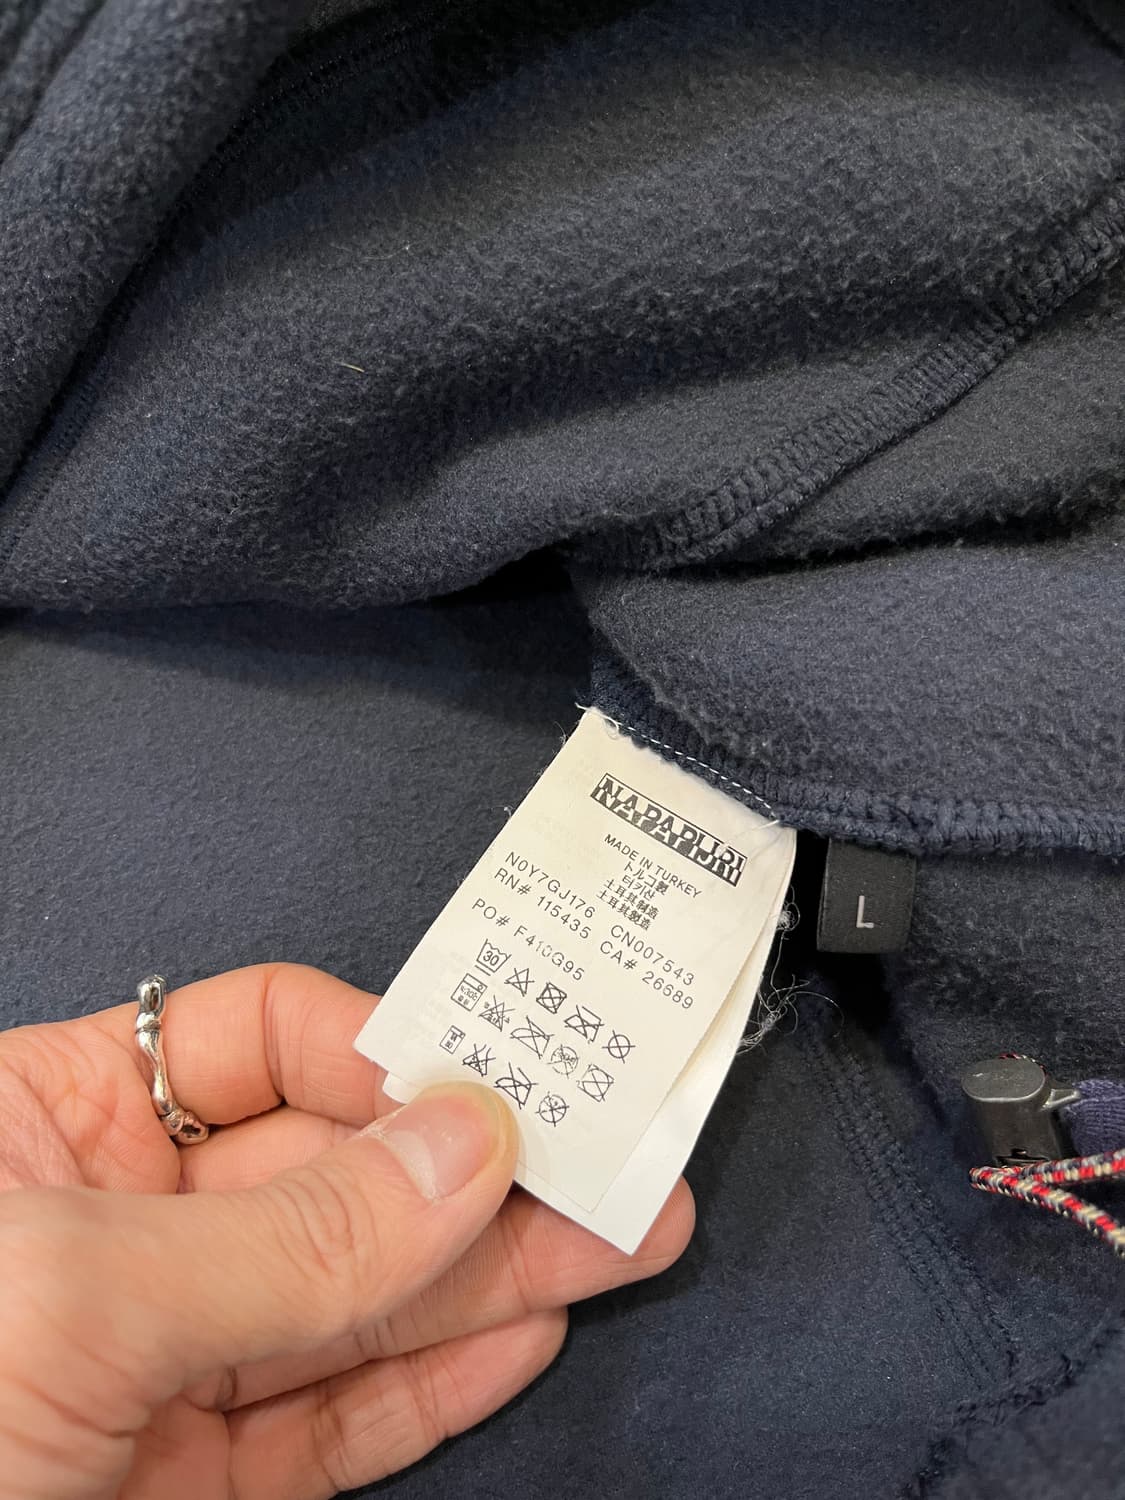 NAPAPIJRI
MADE IN TURKEY
トルコ製
터키산
土耳其制造
土耳其製造
N0Y7GJ176 CN007543
RN# 115435 CA# 26689
PO# F410G95
30
L